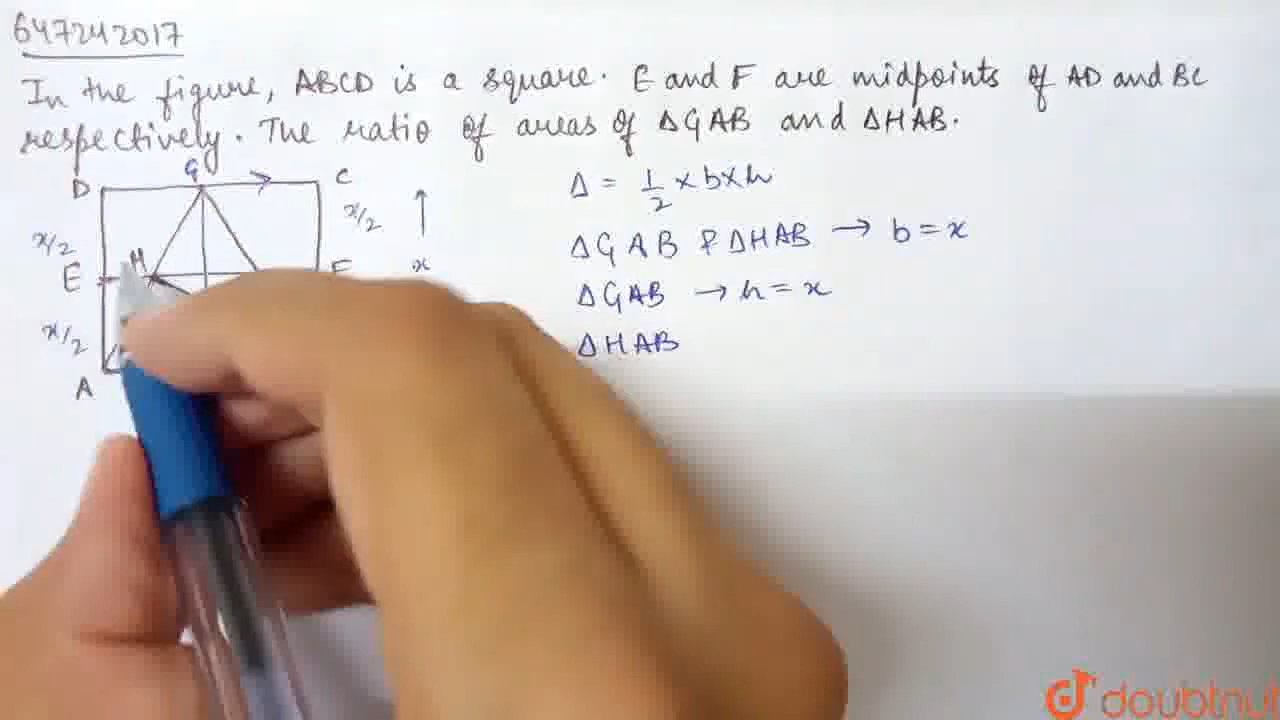 647242017
In the figure, ABCD is a square. E and F are midpoints of AD and BC
respectively. The ratio of areas of ΔGAB and ΔHAB.
D G C
x/2 x/2
E H F x
x/2
A
Δ = 1/2 × b × h
ΔGAB & ΔHAB → b = x
ΔGAB → h = x
ΔHAB
doubtnut